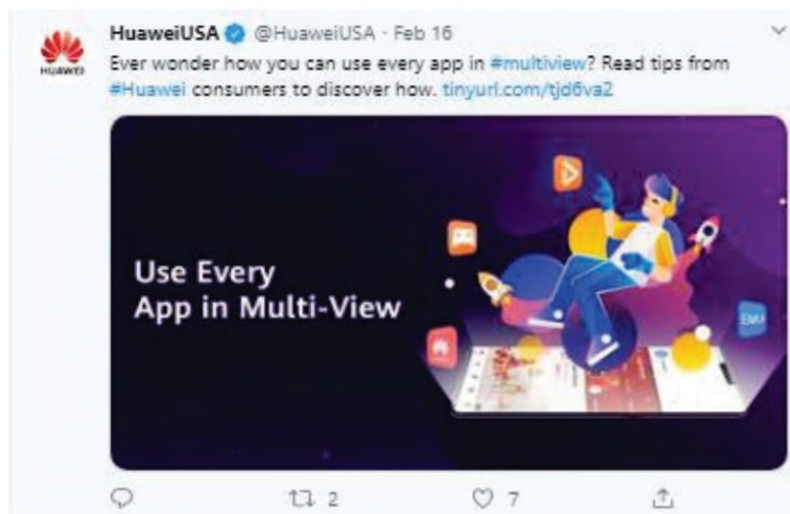 HuaweiUSA @HuaweiUSA - Feb 16
HUAWEI
Ever wonder how you can use every app in #multiview? Read tips from
#Huawei consumers to discover how. tinyurl.com/tjd6va2
Use Every
App in Multi-View
EMUI
2 7